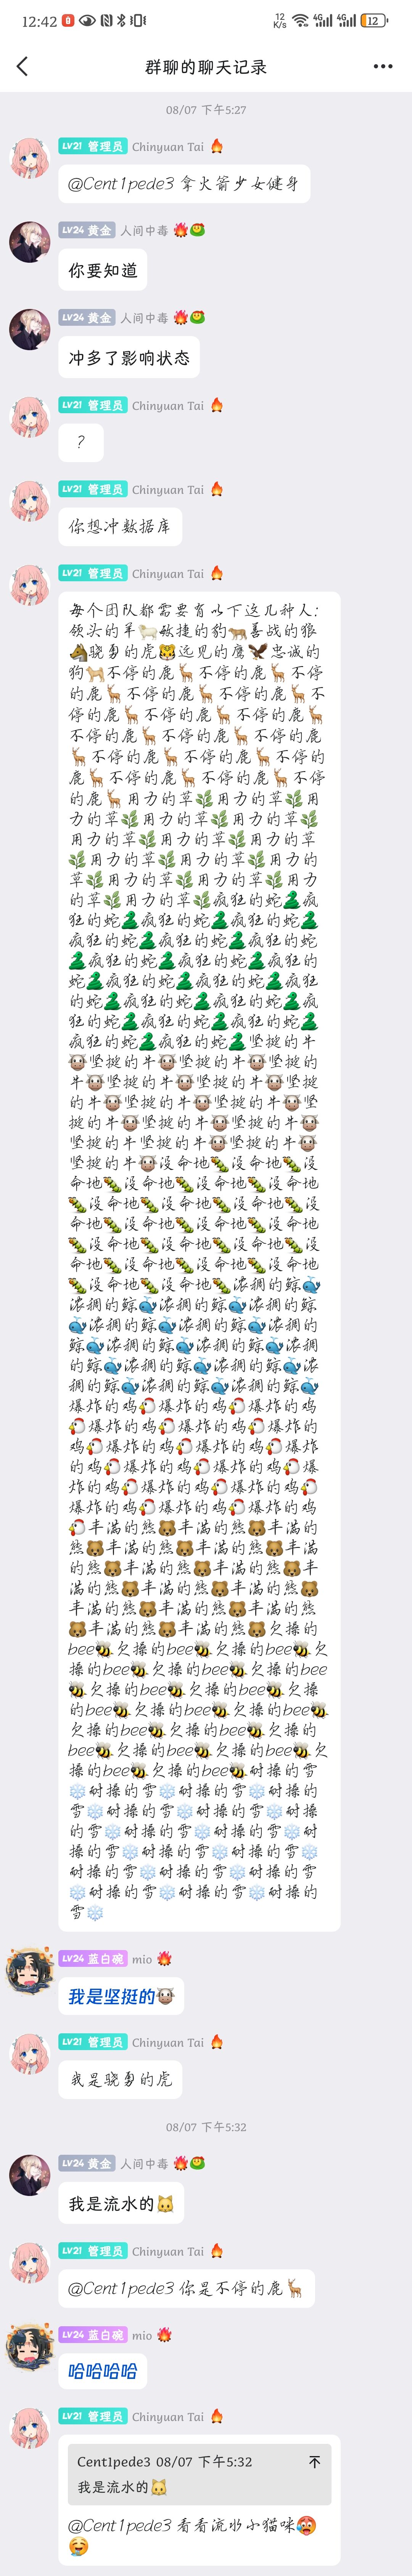 12:42
12 K/s 4G 4G 12
群聊的聊天记录
08/07 下午5:27
LV21 管理员 Chinyuan Tai 🔥
@Cent1pede3 拿火箭少女健身
LV24 黄金 人间中毒
你要知道
LV24 黄金 人间中毒
冲多了影响状态
LV21 管理员 Chinyuan Tai 🔥
？
LV21 管理员 Chinyuan Tai 🔥
你想冲数据库
LV21 管理员 Chinyuan Tai 🔥
每个团队都需要有以下这几种人：
领头的羊🐑敏捷的豹🐆善战的狼
🐴骁勇的虎🐯远见的鹰🦅忠诚的
狗🐕不停的鹿🦌不停的鹿🦌不停
的鹿🦌不停的鹿🦌不停的鹿🦌不
停的鹿🦌不停的鹿🦌不停的鹿🦌
不停的鹿🦌不停的鹿🦌不停的鹿
🦌不停的鹿🦌不停的鹿🦌不停的
鹿🦌不停的鹿🦌不停的鹿🦌不停
的鹿🦌用力的草🌿用力的草🌿用
力的草🌿用力的草🌿用力的草🌿
用力的草🌿用力的草🌿用力的草
🌿用力的草🌿用力的草🌿用力的
草🌿用力的草🌿用力的草🌿用力
的草🌿用力的草🌿疯狂的蛇🐍疯
狂的蛇🐍疯狂的蛇🐍疯狂的蛇🐍
疯狂的蛇🐍疯狂的蛇🐍疯狂的蛇
🐍疯狂的蛇🐍疯狂的蛇🐍疯狂的
蛇🐍疯狂的蛇🐍疯狂的蛇🐍疯狂
的蛇🐍疯狂的蛇🐍疯狂的蛇🐍疯
狂的蛇🐍疯狂的蛇🐍疯狂的蛇🐍
疯狂的蛇🐍疯狂的蛇🐍坚挺的牛
🐮坚挺的牛🐮坚挺的牛🐮坚挺的
牛🐮坚挺的牛🐮坚挺的牛🐮坚挺
的牛🐮坚挺的牛🐮坚挺的牛🐮坚
挺的牛🐮坚挺的牛🐮坚挺的牛🐮
坚挺的牛🐮坚挺的牛🐮坚挺的牛🐮
坚挺的牛🐮没命地🐛没命地🐛没
命地🐛没命地🐛没命地🐛没命地
🐛没命地🐛没命地🐛没命地🐛没
命地🐛没命地🐛没命地🐛没命地
🐛没命地🐛没命地🐛没命地🐛没
命地🐛没命地🐛没命地🐛没命地
🐛没命地🐛没命地🐛浓稠的鲸🐳
浓稠的鲸🐳浓稠的鲸🐳浓稠的鲸
🐳浓稠的鲸🐳浓稠的鲸🐳浓稠的
鲸🐳浓稠的鲸🐳浓稠的鲸🐳浓稠
的鲸🐳浓稠的鲸🐳浓稠的鲸🐳浓
稠的鲸🐳浓稠的鲸🐳浓稠的鲸🐳
爆炸的鸡🐔爆炸的鸡🐔爆炸的鸡
🐔爆炸的鸡🐔爆炸的鸡🐔爆炸的
鸡🐔爆炸的鸡🐔爆炸的鸡🐔爆炸
的鸡🐔爆炸的鸡🐔爆炸的鸡🐔爆
炸的鸡🐔爆炸的鸡🐔爆炸的鸡🐔
爆炸的鸡🐔爆炸的鸡🐔爆炸的鸡
🐔丰满的熊🐻丰满的熊🐻丰满的
熊🐻丰满的熊🐻丰满的熊🐻丰满
的熊🐻丰满的熊🐻丰满的熊🐻丰
满的熊🐻丰满的熊🐻丰满的熊🐻
丰满的熊🐻丰满的熊🐻丰满的熊
🐻丰满的熊🐻丰满的熊🐻欠操的
bee🐝欠操的bee🐝欠操的bee🐝欠
操的bee🐝欠操的bee🐝欠操的bee
🐝欠操的bee🐝欠操的bee🐝欠操
的bee🐝欠操的bee🐝欠操的bee🐝
欠操的bee🐝欠操的bee🐝欠操的
bee🐝欠操的bee🐝欠操的bee🐝欠
操的bee🐝欠操的bee🐝耐操的雪
❄️耐操的雪❄️耐操的雪❄️耐操的
雪❄️耐操的雪❄️耐操的雪❄️耐操
的雪❄️耐操的雪❄️耐操的雪❄️耐
操的雪❄️耐操的雪❄️耐操的雪❄️
耐操的雪❄️耐操的雪❄️耐操的雪
❄️耐操的雪❄️耐操的雪❄️耐操的
雪❄️
LV24 蓝白碗 mio 🔥
我是坚挺的🐮
LV21 管理员 Chinyuan Tai 🔥
我是骁勇的虎
08/07 下午5:32
LV24 黄金 人间中毒
我是流水的🐱
LV21 管理员 Chinyuan Tai 🔥
@Cent1pede3 你是不停的鹿🦌
LV24 蓝白碗 mio 🔥
哈哈哈哈
LV21 管理员 Chinyuan Tai 🔥
Cent1pede3 08/07 下午5:32
我是流水的🐱
@Cent1pede3 看看流水小猫咪🥵
🤤